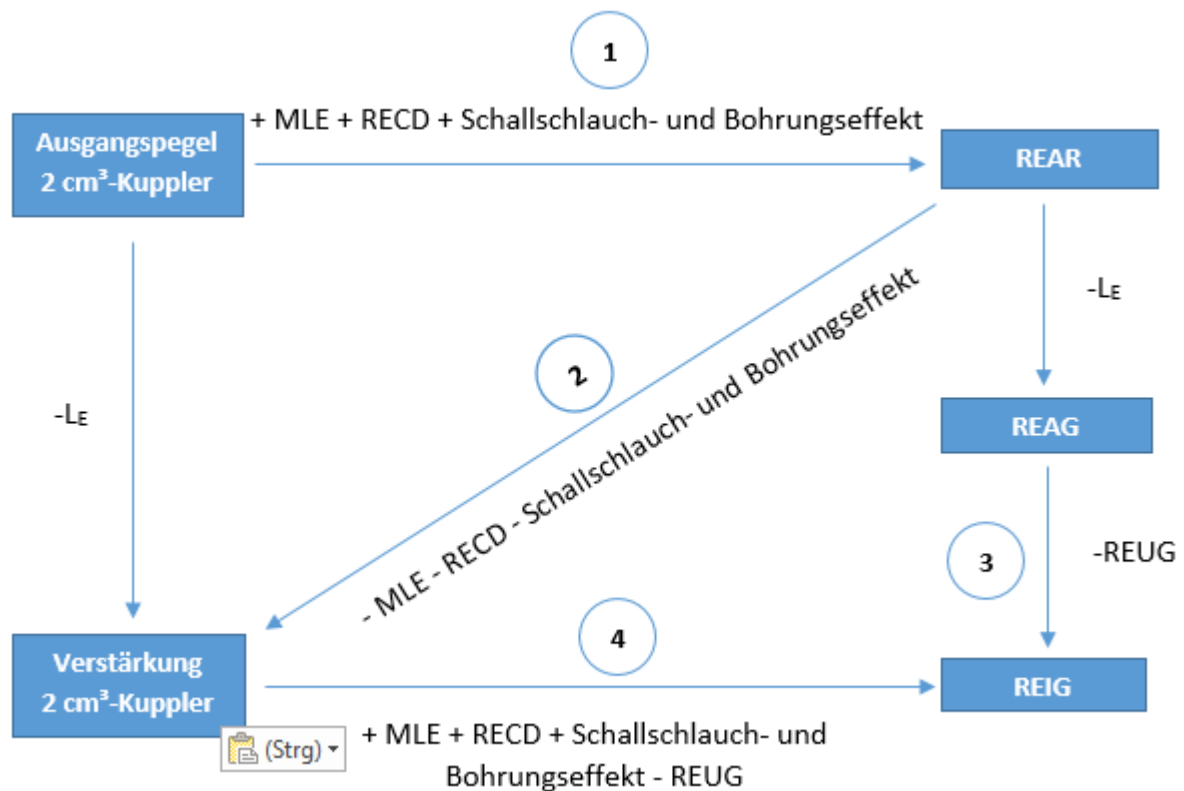 1
+ MLE + RECD + Schallschlauch- und Bohrungseffekt
Ausgangspegel
2 cm³-Kuppler
REAR
-LE
- MLE - RECD - Schallschlauch- und Bohrungseffekt
2
-LE
REAG
3
-REUG
4
Verstärkung
2 cm³-Kuppler
REIG
(Strg)
+ MLE + RECD + Schallschlauch- und
Bohrungseffekt - REUG